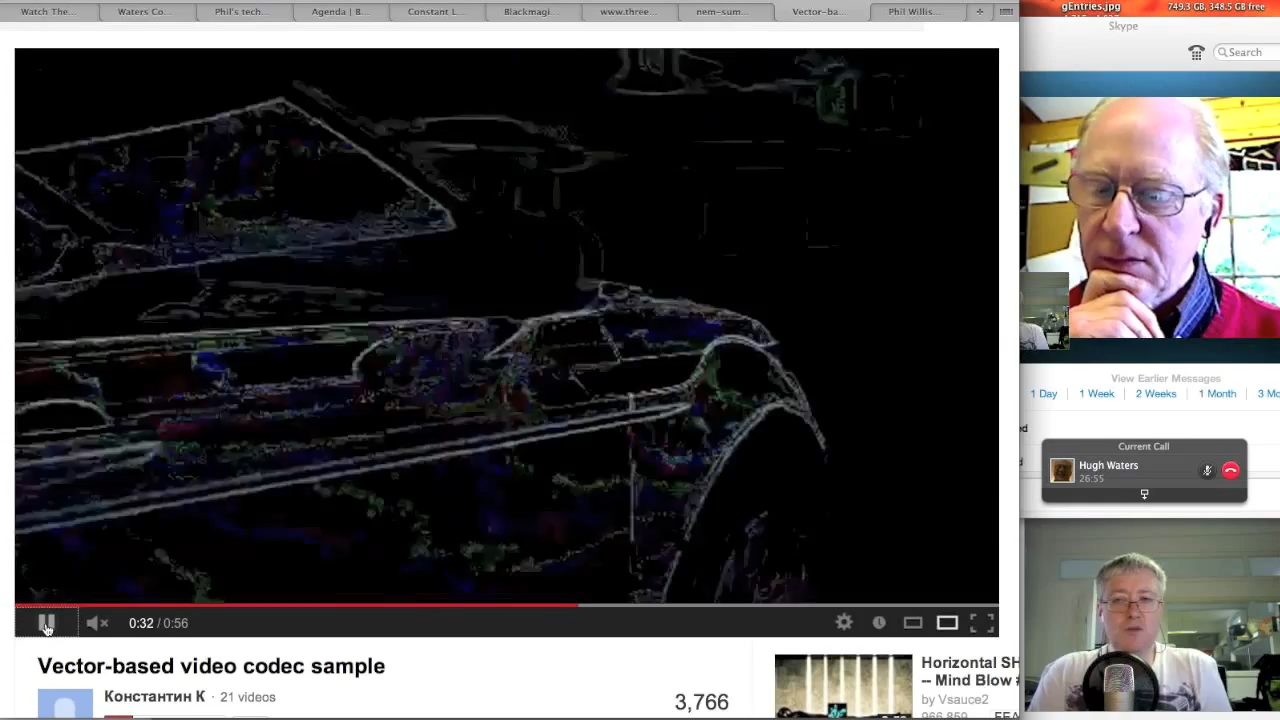 Watch The...
Waters Co...
Phil's tech...
Agenda | B...
Constant L...
Blackmagi...
www.three...
nem-sum...
Vector-ba...
Phil Willis...
gEntries.jpg
749.3 GB, 348.5 GB free
Skype
Search
View Earlier Messages
1 Day
1 Week
2 Weeks
1 Month
3 Mo
Current Call
Hugh Waters
26:55
0:32 / 0:56
Vector-based video codec sample
Константин К · 21 videos
3,766
Horizontal SH
-- Mind Blow
by Vsauce2
966,859